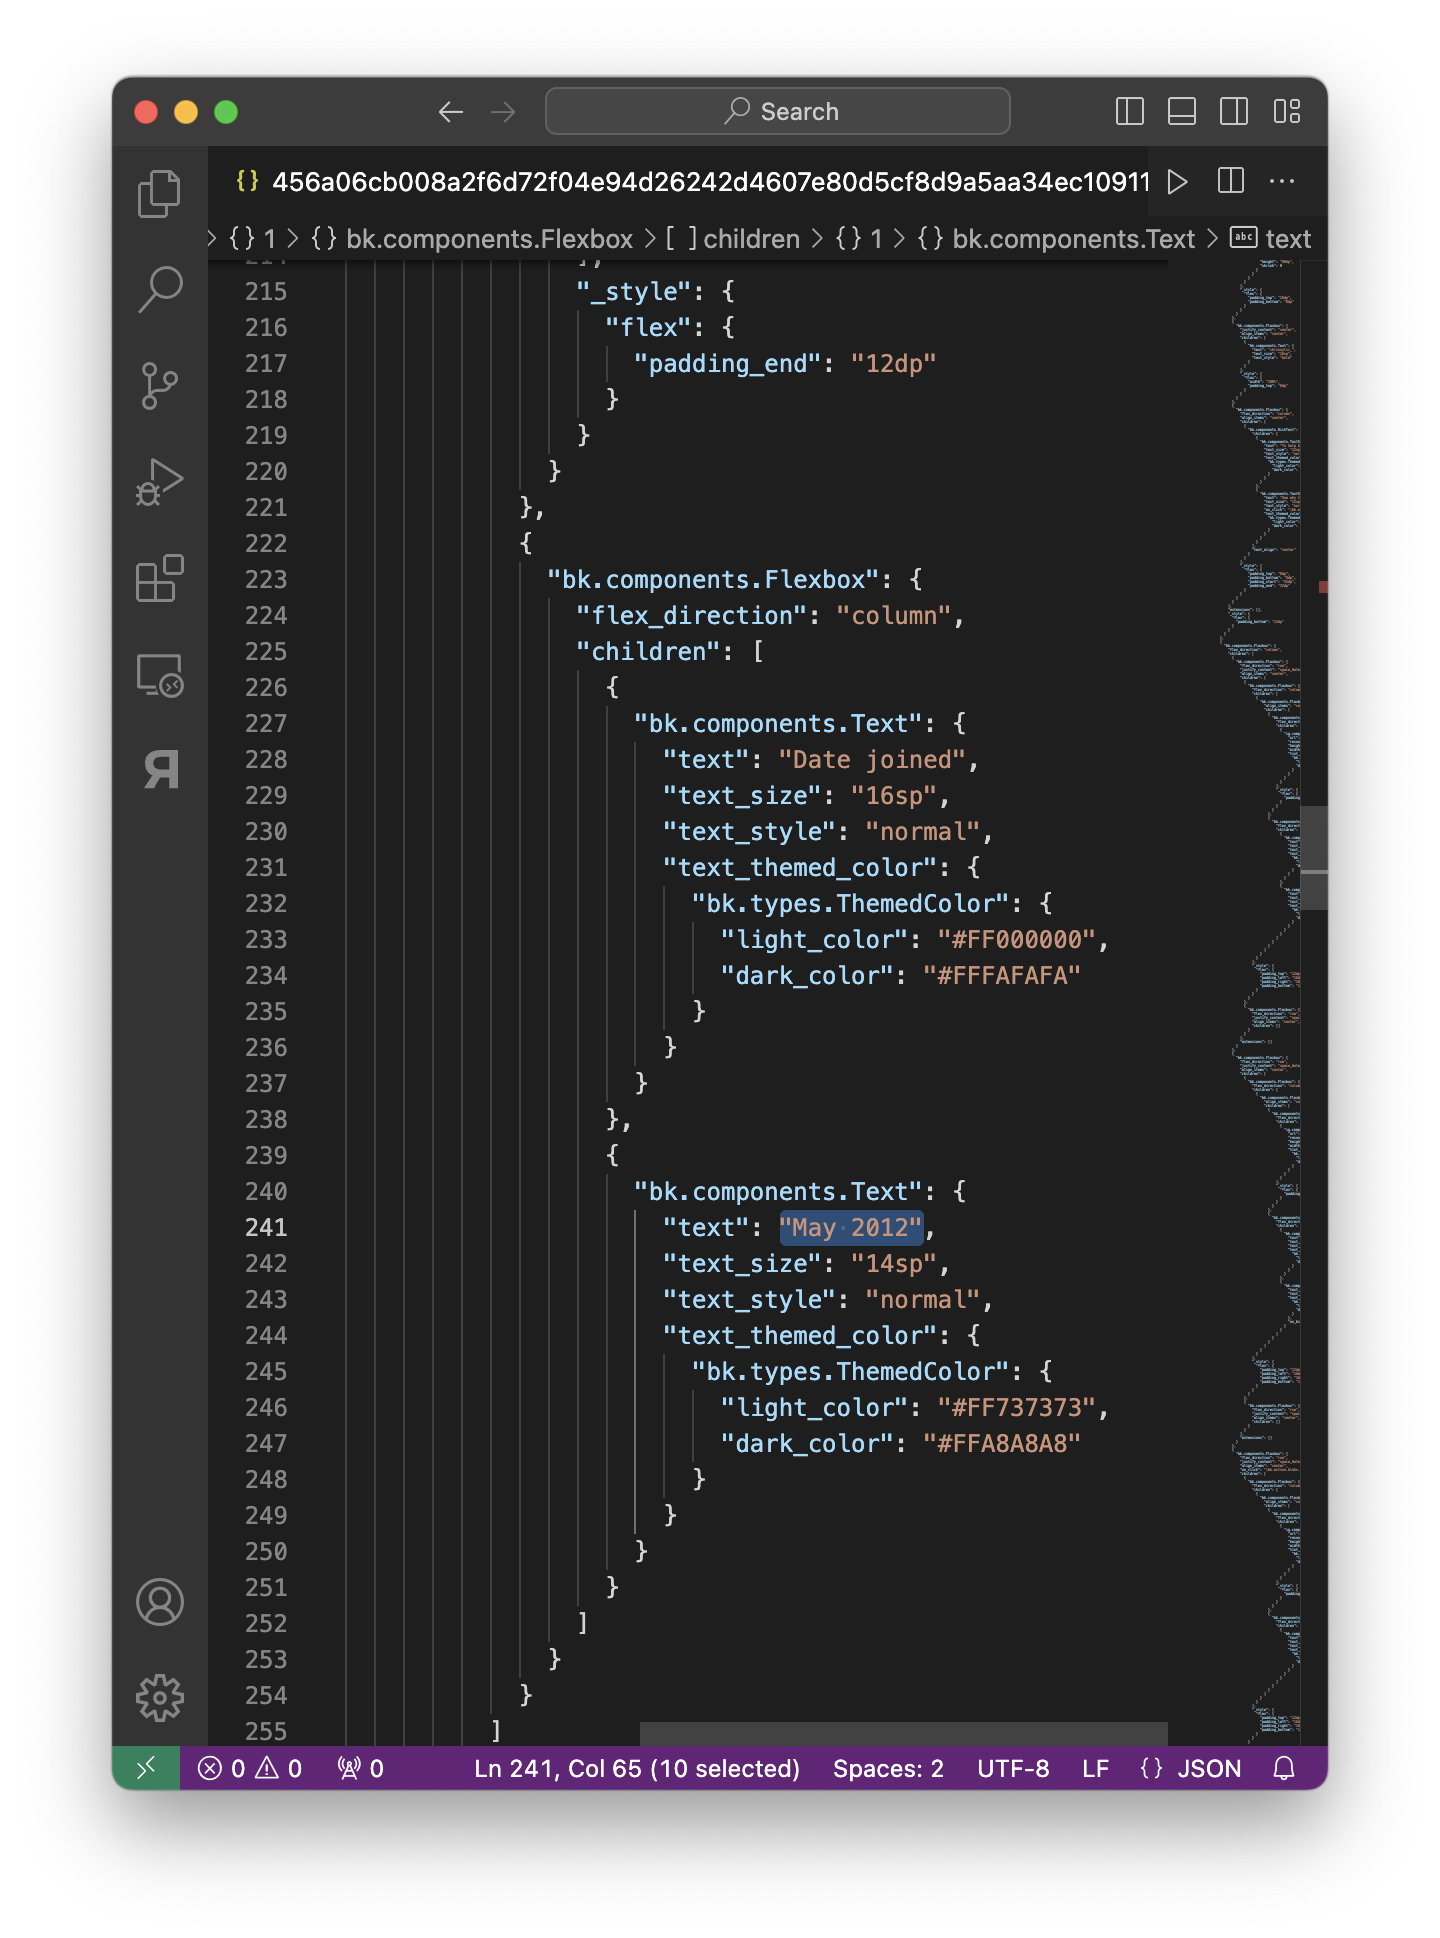 Search
{} 456a06cb008a2f6d72f04e94d26242d4607e80d5cf8d9a5aa34ec10911
> {} 1 > {} bk.components.Flexbox > [ ] children > {} 1 > {} bk.components.Text > abc text
215 "_style": {
216 "flex": {
217 "padding_end": "12dp"
218 }
219 }
220 }
221 },
222 {
223 "bk.components.Flexbox": {
224 "flex_direction": "column",
225 "children": [
226 {
227 "bk.components.Text": {
228 "text": "Date joined",
229 "text_size": "16sp",
230 "text_style": "normal",
231 "text_themed_color": {
232 "bk.types.ThemedColor": {
233 "light_color": "#FF000000",
234 "dark_color": "#FFFAFAFA"
235 }
236 }
237 }
238 },
239 {
240 "bk.components.Text": {
241 "text": "May 2012",
242 "text_size": "14sp",
243 "text_style": "normal",
244 "text_themed_color": {
245 "bk.types.ThemedColor": {
246 "light_color": "#FF737373",
247 "dark_color": "#FFA8A8A8"
248 }
249 }
250 }
251 }
252 ]
253 }
254 }
255 ]
0 0 0 Ln 241, Col 65 (10 selected) Spaces: 2 UTF-8 LF {} JSON